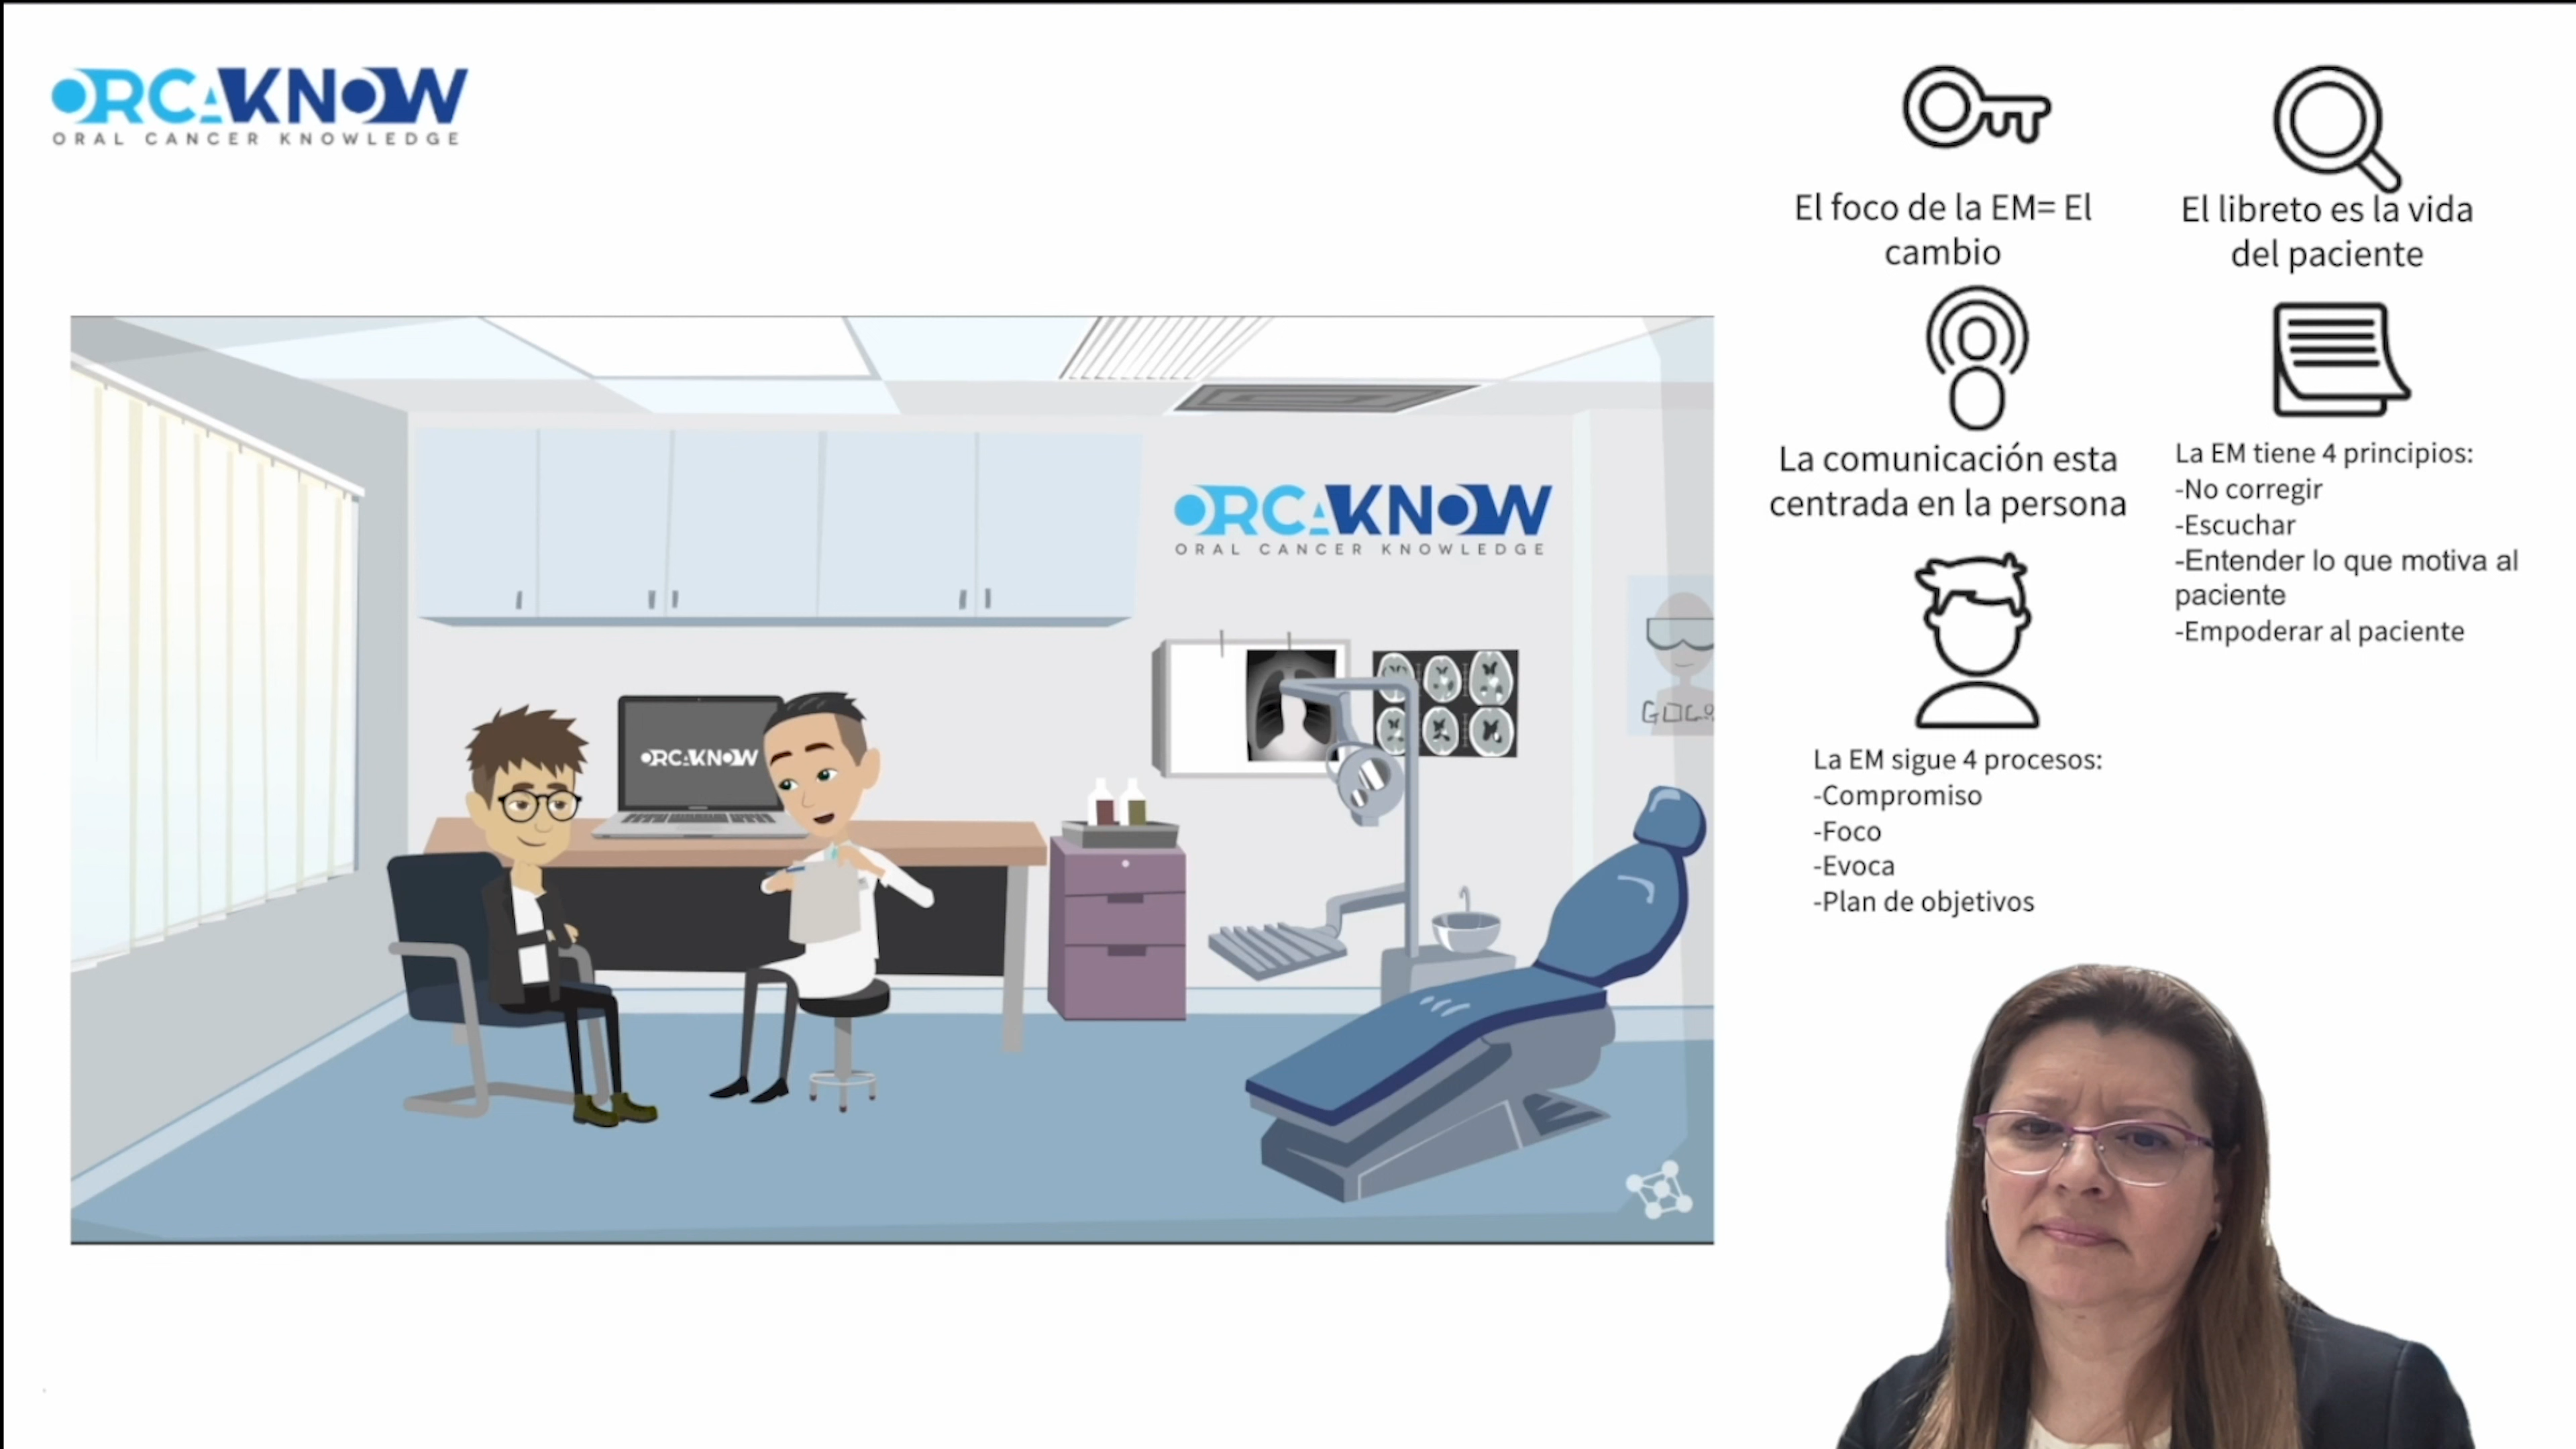 ORCAKNOW
ORAL CANCER KNOWLEDGE
El foco de la EM= El
cambio
El libreto es la vida
del paciente
La comunicación esta
centrada en la persona
La EM tiene 4 principios:
-No corregir
-Escuchar
-Entender lo que motiva al
paciente
-Empoderar al paciente
La EM sigue 4 procesos:
-Compromiso
-Foco
-Evoca
-Plan de objetivos
ORCAKNOW
ORAL CANCER KNOWLEDGE
ORCAKNOW